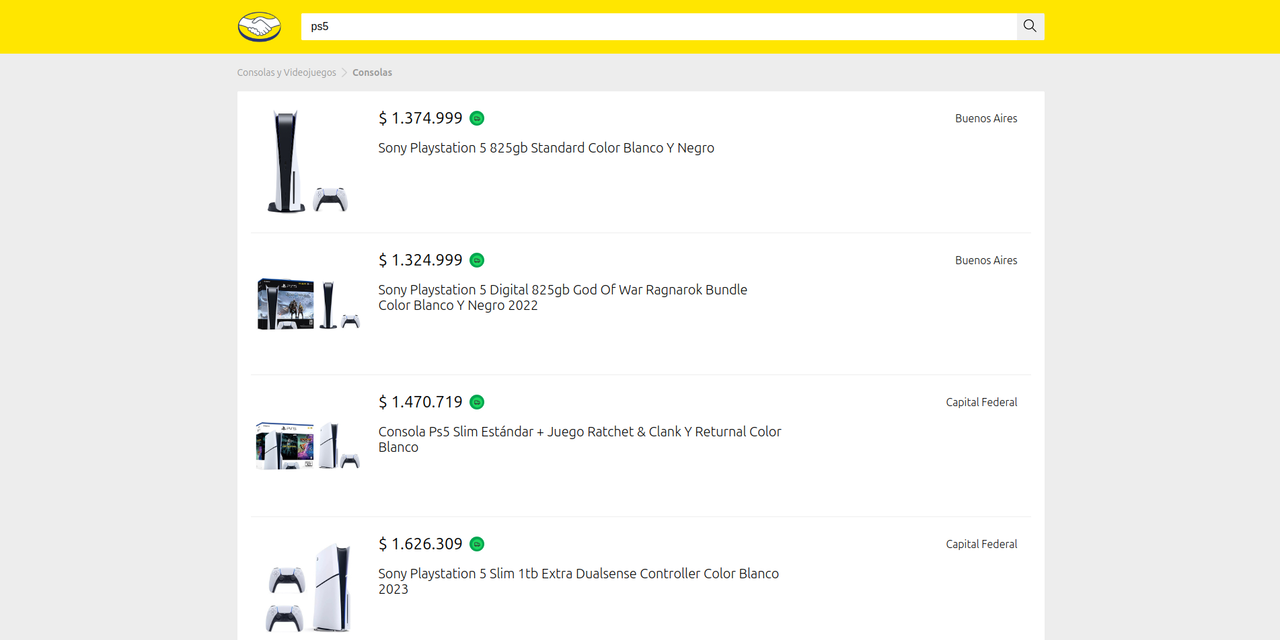 ps5
Consolas y Videojuegos > Consolas
$ 1.374.999
Buenos Aires
Sony Playstation 5 825gb Standard Color Blanco Y Negro
$ 1.324.999
Buenos Aires
Sony Playstation 5 Digital 825gb God Of War Ragnarok Bundle
Color Blanco Y Negro 2022
$ 1.470.719
Capital Federal
Consola Ps5 Slim Estándar + Juego Ratchet & Clank Y Returnal Color
Blanco
$ 1.626.309
Capital Federal
Sony Playstation 5 Slim 1tb Extra Dualsense Controller Color Blanco
2023